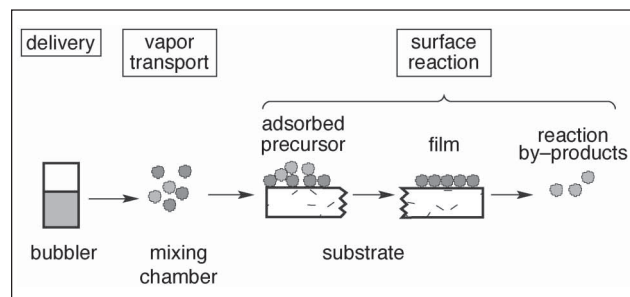 delivery
vapor
transport
surface
reaction
adsorbed
precursor
film
reaction
by–products
bubbler
mixing
chamber
substrate